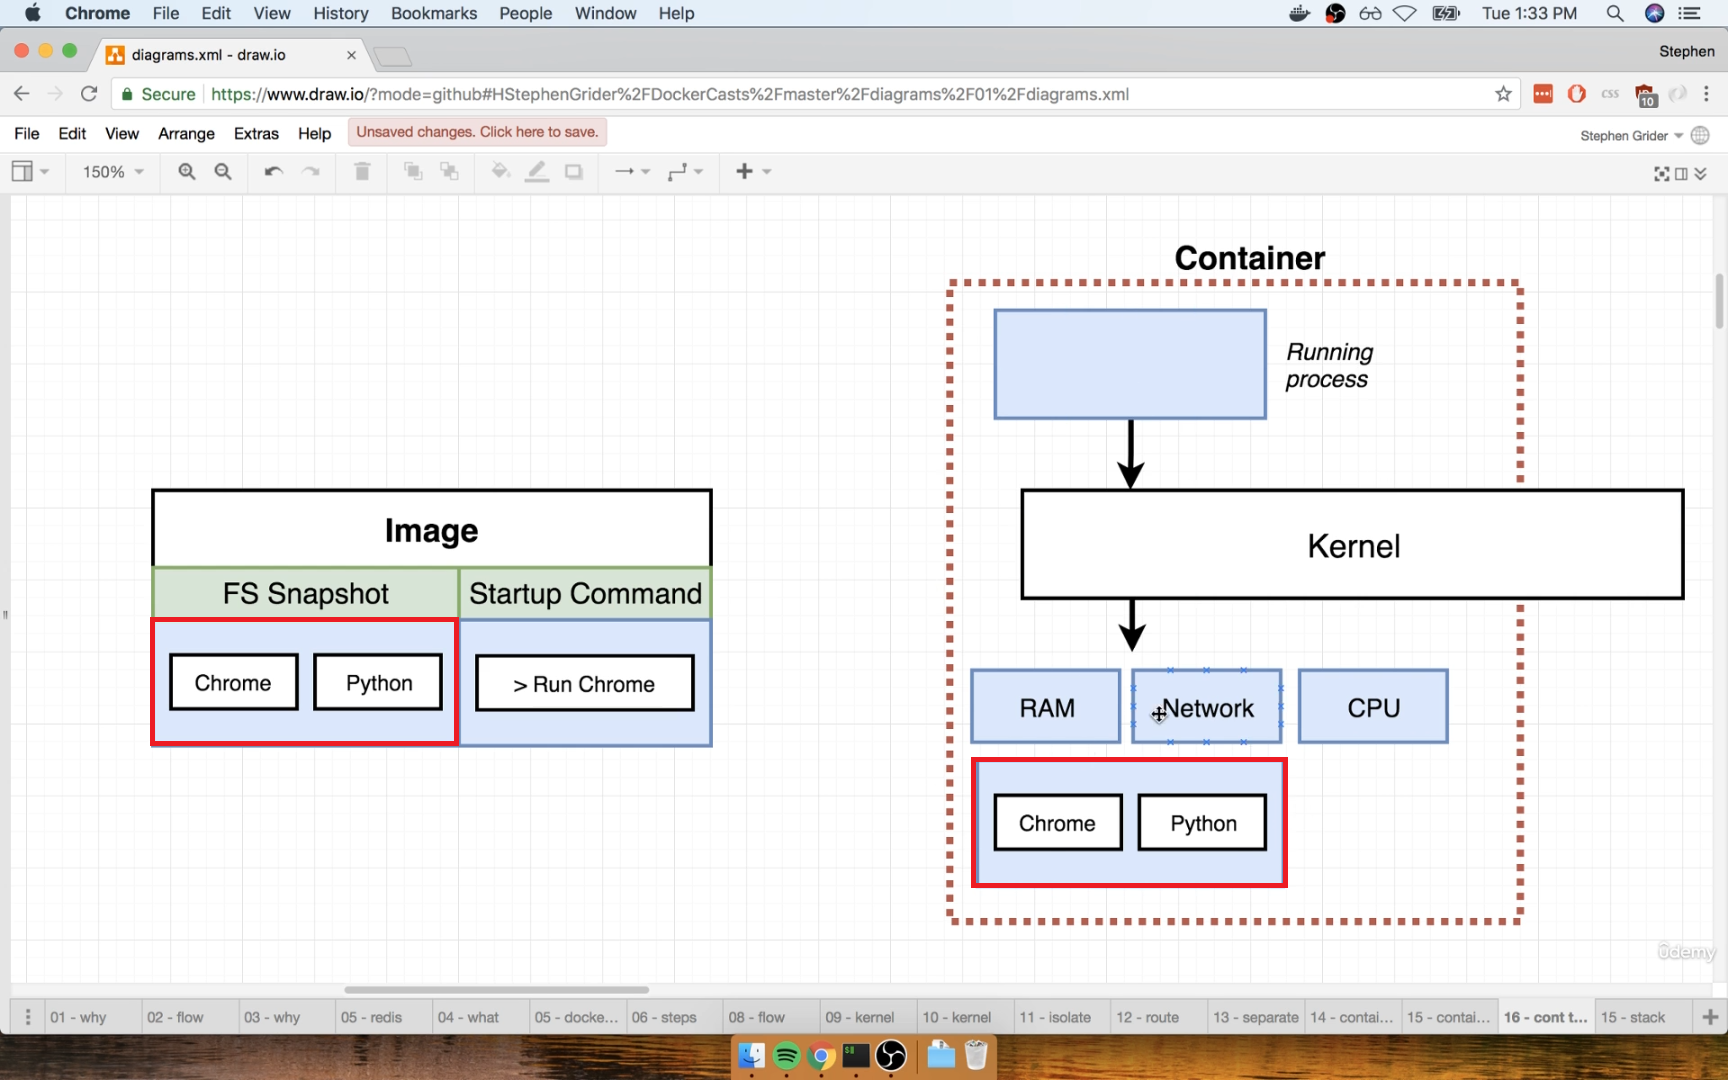 Chrome File Edit View History Bookmarks People Window Help Tue 1:33 PM
diagrams.xml - draw.io Stephen
Secure https://www.draw.io/?mode=github#HStephenGrider%2FDockerCasts%2Fmaster%2Fdiagrams%2F01%2Fdiagrams.xml css 10
File Edit View Arrange Extras Help Unsaved changes. Click here to save. Stephen Grider
150%
Container
Running
process
Image
Kernel
FS Snapshot Startup Command
Chrome Python > Run Chrome
RAM Network CPU
Chrome Python
ûdemy
01 - why 02 - flow 03 - why 05 - redis 04 - what 05 - docke... 06 - steps 08 - flow 09 - kernel 10 - kernel 11 - isolate 12 - route 13 - separate 14 - contai... 15 - contai... 16 - cont t... 15 - stack